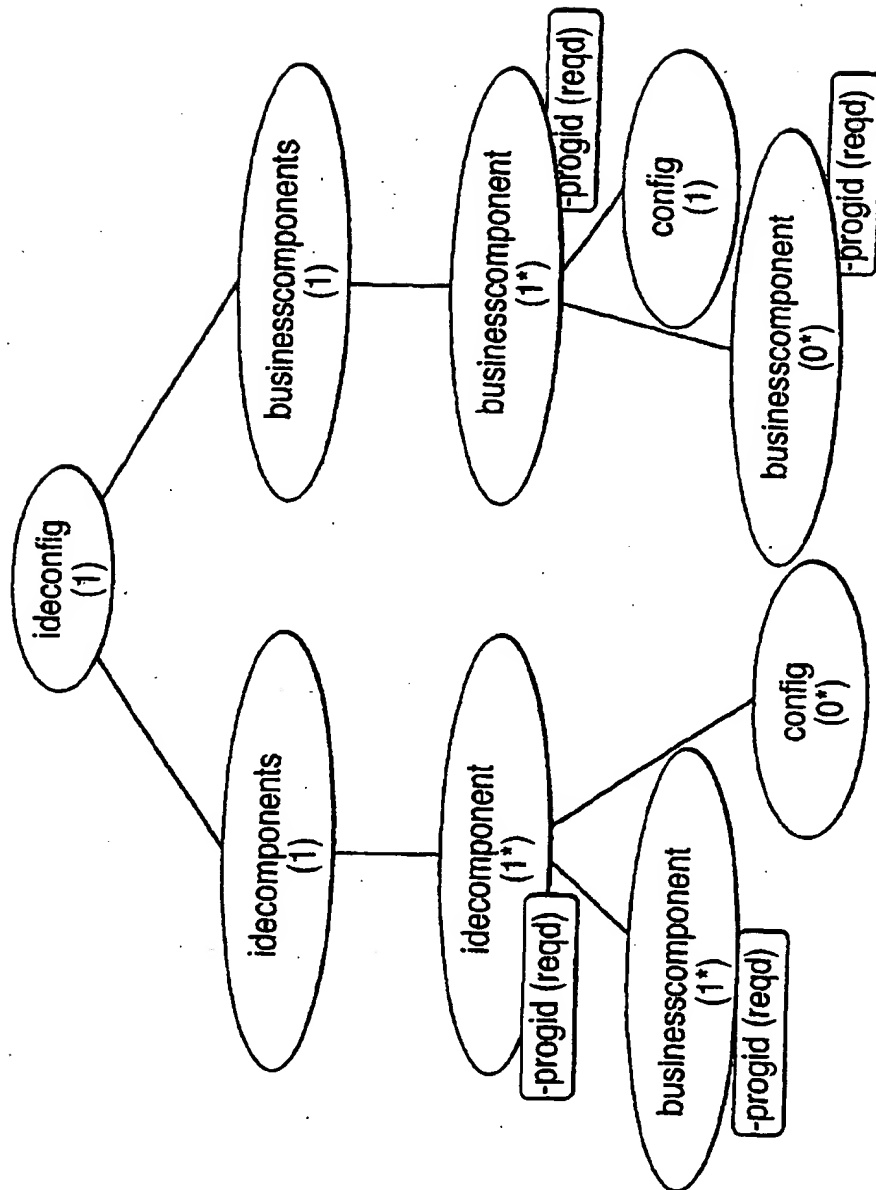 ideconfig
(1)
idecomponents
(1)
businesscomponents
(1)
idecomponent
(1*)
-progid (reqd)
businesscomponent
(1*)
-progid (reqd)
businesscomponent
(1*)
-progid (reqd)
config
(0*)
businesscomponent
(0*)
-progid (reqd)
config
(1)